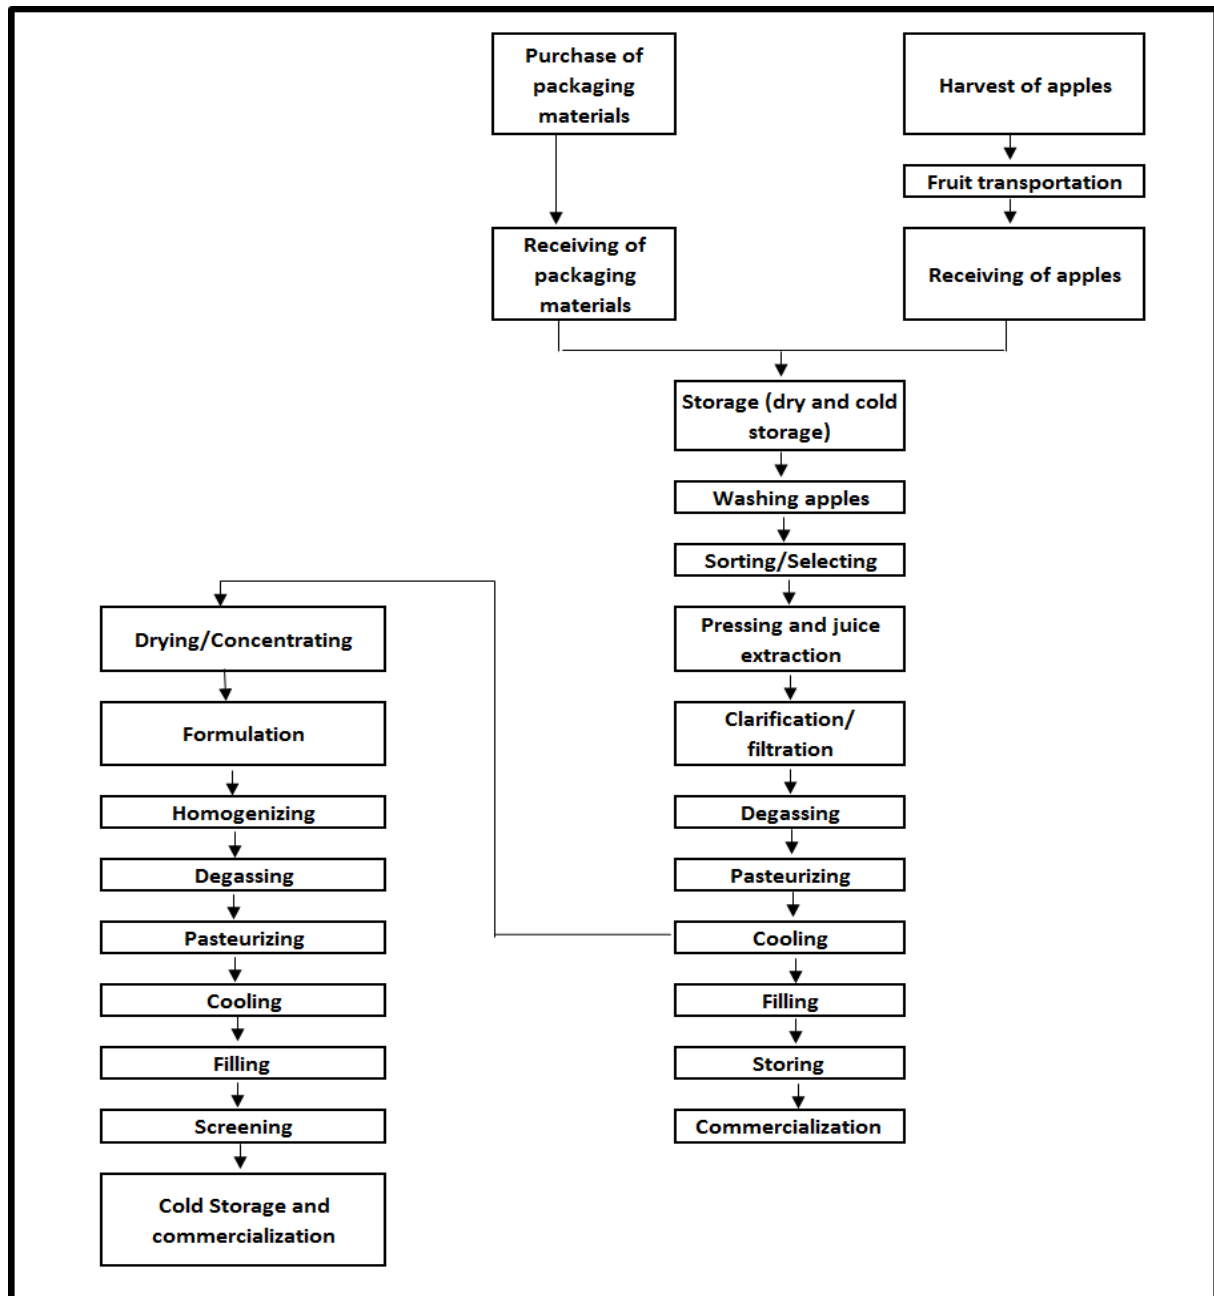 Purchase of
packaging
materials
Harvest of apples
Fruit transportation
Receiving of
packaging
materials
Receiving of apples
Storage (dry and cold
storage)
Washing apples
Sorting/Selecting
Pressing and juice
extraction
Clarification/
filtration
Degassing
Pasteurizing
Cooling
Filling
Storing
Commercialization
Drying/Concentrating
Formulation
Homogenizing
Degassing
Pasteurizing
Cooling
Filling
Screening
Cold Storage and
commercialization